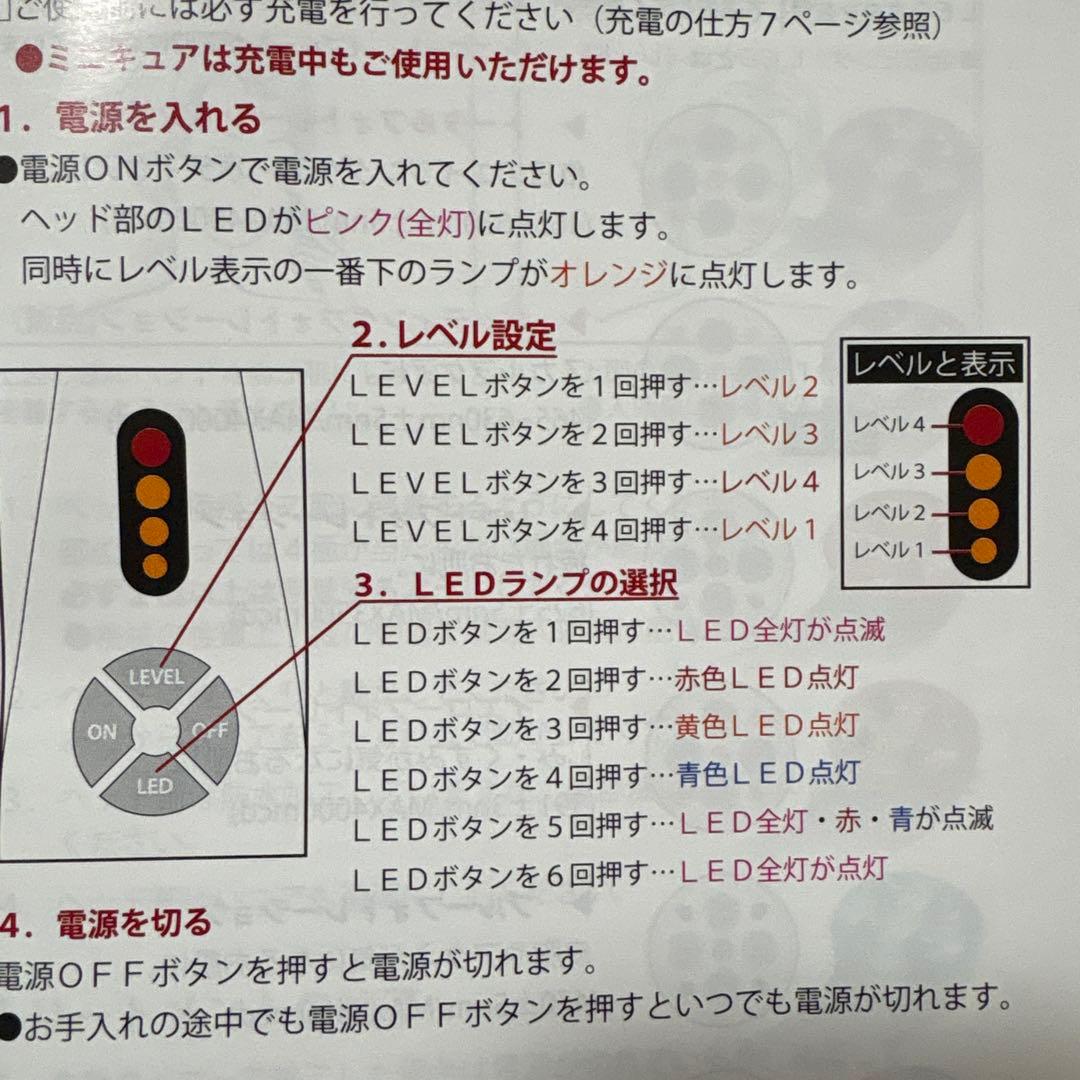 ご使用前には必ず充電を行ってください（充電の仕方７ページ参照）
●ミニキュアは充電中もご使用いただけます。
1．電源を入れる
●電源ＯＮボタンで電源を入れてください。
ヘッド部のＬＥＤがピンク(全灯)に点灯します。
同時にレベル表示の一番下のランプがオレンジに点灯します。
2．レベル設定
ＬＥＶＥＬボタンを１回押す…レベル２
ＬＥＶＥＬボタンを２回押す…レベル３
ＬＥＶＥＬボタンを３回押す…レベル４
ＬＥＶＥＬボタンを４回押す…レベル１
レベルと表示
レベル４
レベル３
レベル２
レベル１
LEVEL
ON
OFF
LED
3．ＬＥＤランプの選択
ＬＥＤボタンを１回押す…ＬＥＤ全灯が点滅
ＬＥＤボタンを２回押す…赤色ＬＥＤ点灯
ＬＥＤボタンを３回押す…黄色ＬＥＤ点灯
ＬＥＤボタンを４回押す…青色ＬＥＤ点灯
ＬＥＤボタンを５回押す…ＬＥＤ全灯・赤・青が点滅
ＬＥＤボタンを６回押す…ＬＥＤ全灯が点灯
4．電源を切る
電源ＯＦＦボタンを押すと電源が切れます。
●お手入れの途中でも電源ＯＦＦボタンを押すといつでも電源が切れます。